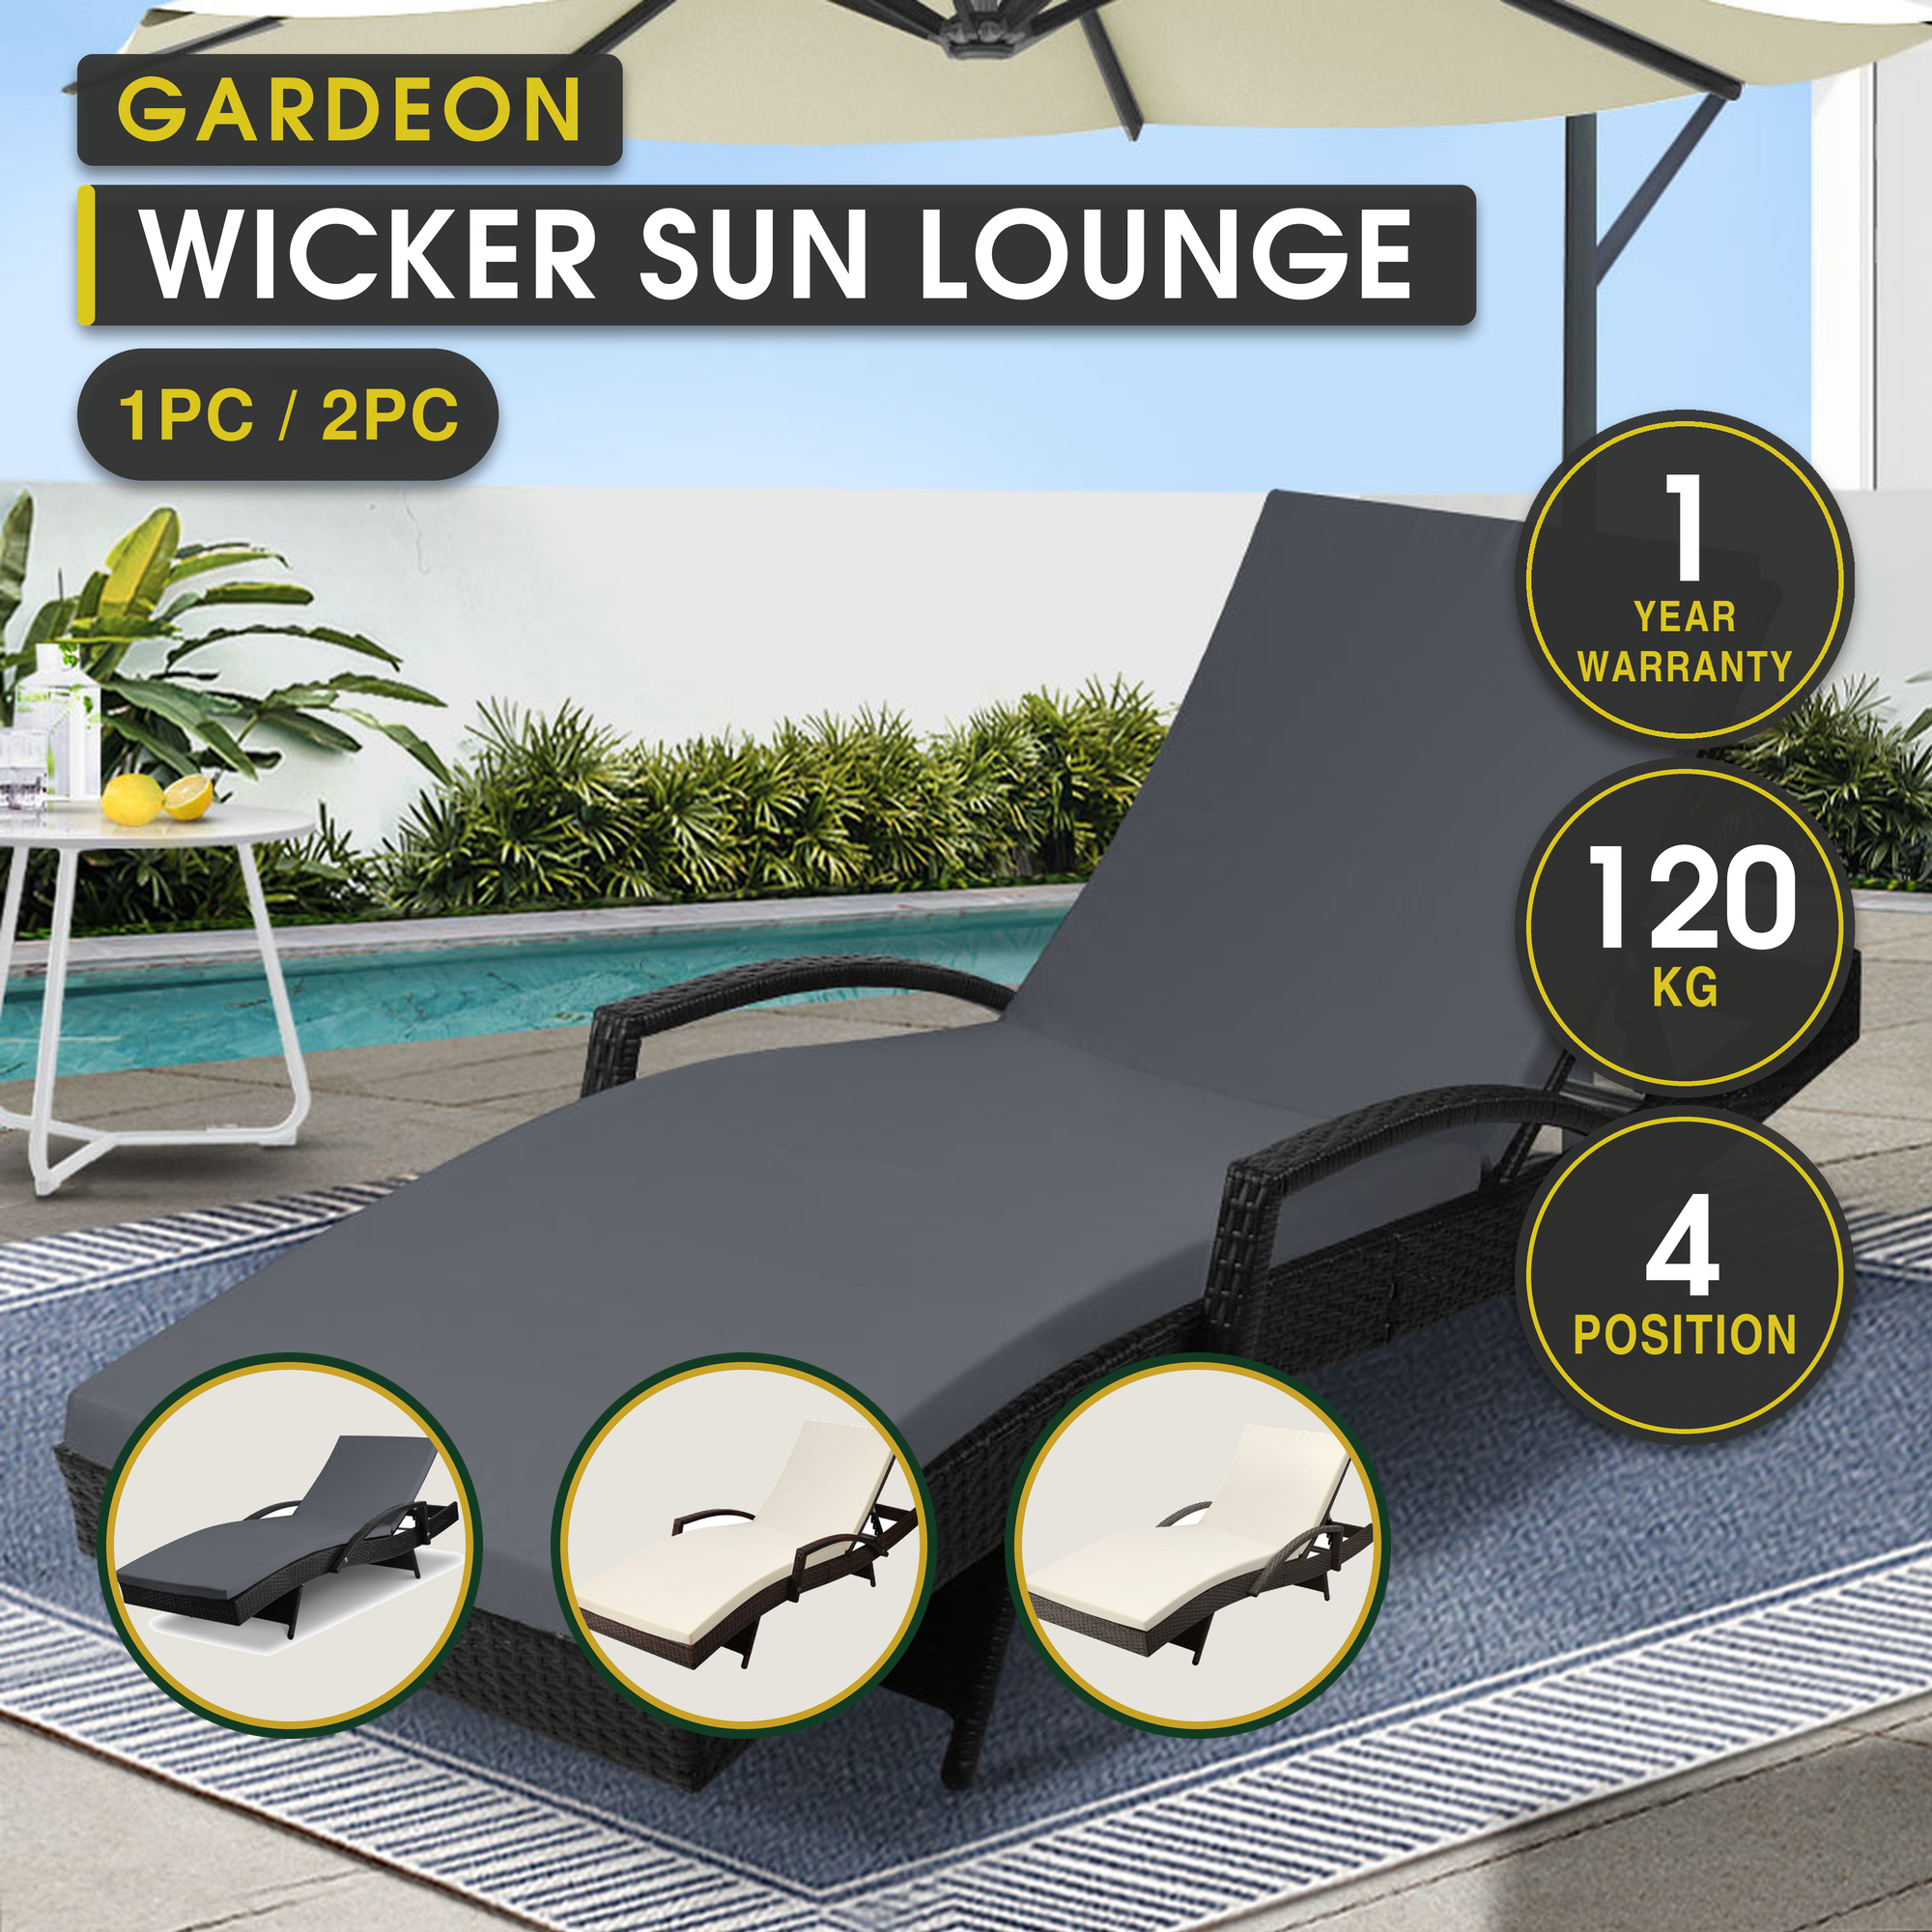 GARDEON
WICKER SUN LOUNGE
1PC / 2PC
1
YEAR
WARRANTY
120
KG
4
POSITION